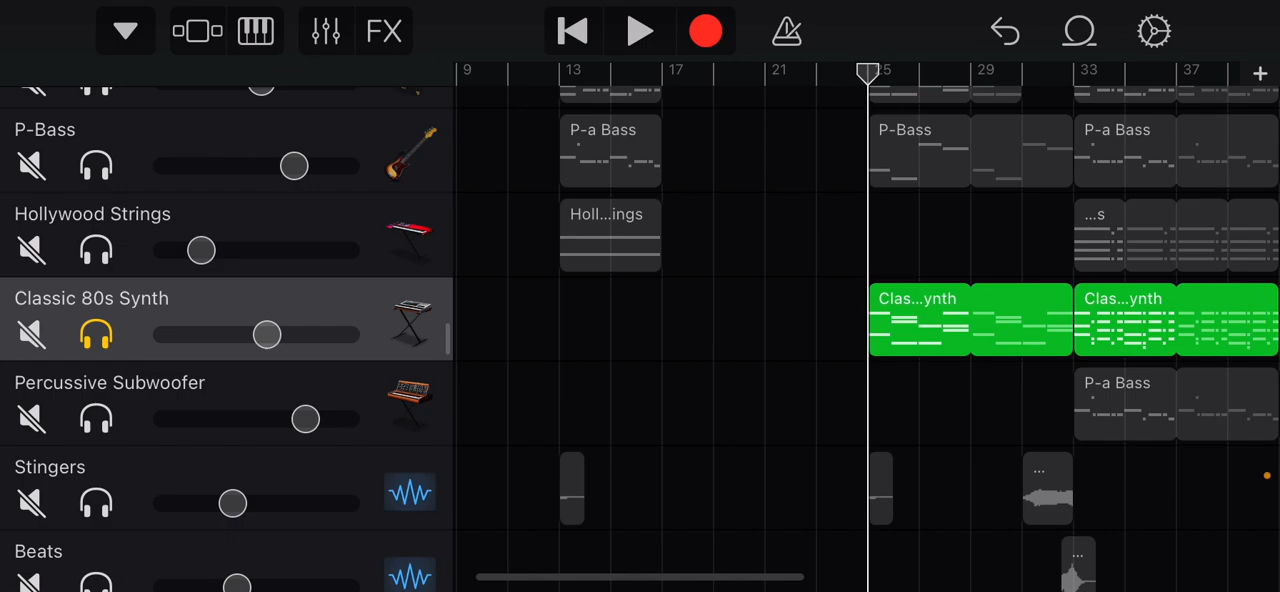 FX
9 13 17 21 25 29 33 37
P-Bass
P-a Bass
P-Bass
P-a Bass
Hollywood Strings
Holl...ings
...s
Classic 80s Synth
Clas...ynth
Clas...ynth
Percussive Subwoofer
P-a Bass
Stingers
...
Beats
...